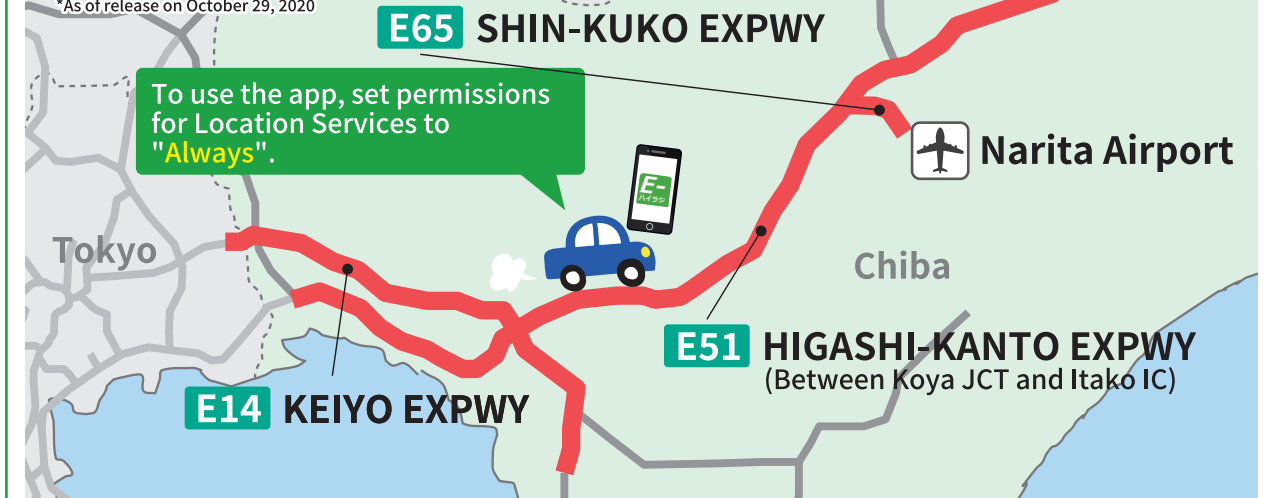 *As of release on October 29, 2020
E65 SHIN-KUKO EXPWY
To use the app, set permissions
for Location Services to
"Always".
Narita Airport
E-
ハイラジ
Tokyo
Chiba
E51 HIGASHI-KANTO EXPWY
(Between Koya JCT and Itako IC)
E14 KEIYO EXPWY